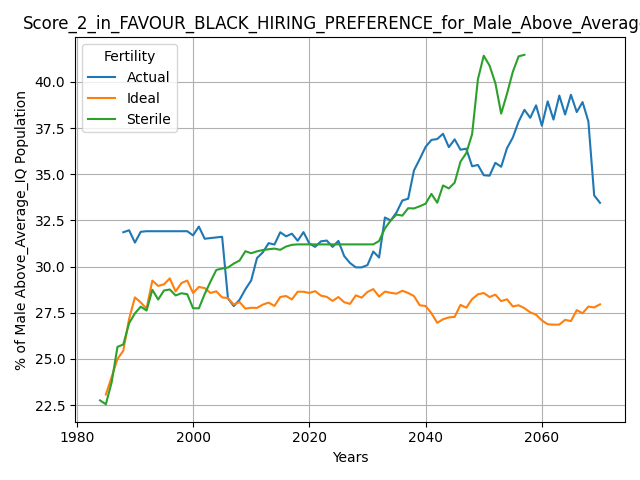 Score_2_in_FAVOUR_BLACK_HIRING_PREFERENCE_for_Male_Above_Average
Fertility
Actual
Ideal
Sterile
% of Male Above_Average_IQ Population
40.0
37.5
35.0
32.5
30.0
27.5
25.0
22.5
1980 2000 2020 2040 2060
Years